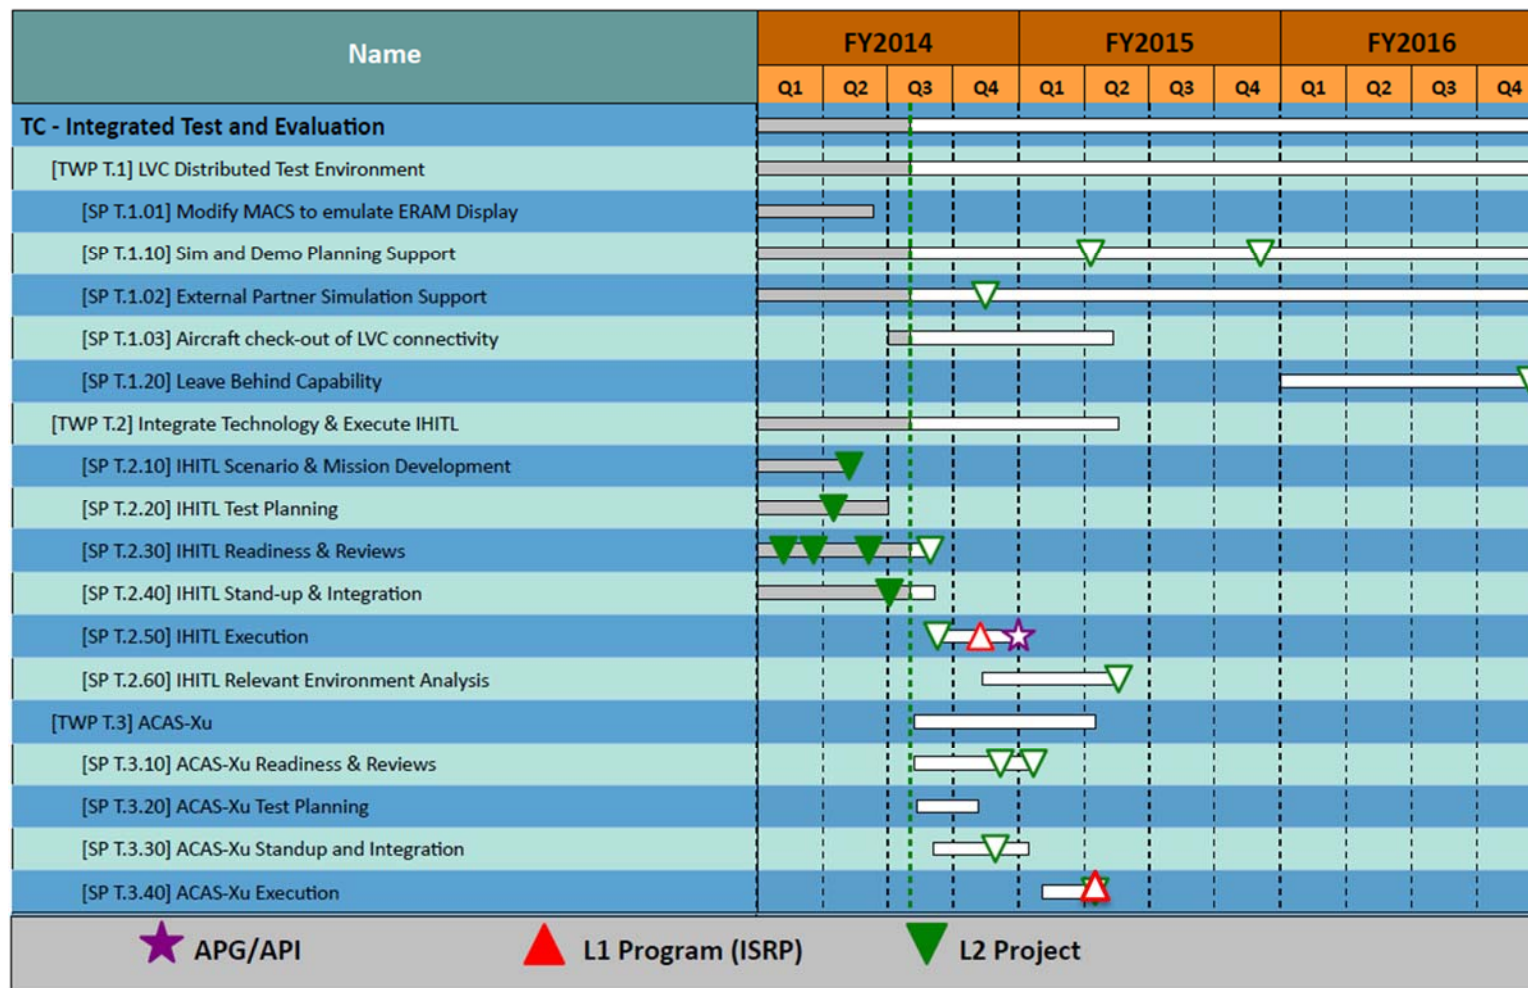 Name
FY2014 FY2015 FY2016
Q1 Q2 Q3 Q4 Q1 Q2 Q3 Q4 Q1 Q2 Q3 Q4
TC - Integrated Test and Evaluation
[TWP T.1] LVC Distributed Test Environment
[SP T.1.01] Modify MACS to emulate ERAM Display
[SP T.1.10] Sim and Demo Planning Support
[SP T.1.02] External Partner Simulation Support
[SP T.1.03] Aircraft check-out of LVC connectivity
[SP T.1.20] Leave Behind Capability
[TWP T.2] Integrate Technology & Execute IHITL
[SP T.2.10] IHITL Scenario & Mission Development
[SP T.2.20] IHITL Test Planning
[SP T.2.30] IHITL Readiness & Reviews
[SP T.2.40] IHITL Stand-up & Integration
[SP T.2.50] IHITL Execution
[SP T.2.60] IHITL Relevant Environment Analysis
[TWP T.3] ACAS-Xu
[SP T.3.10] ACAS-Xu Readiness & Reviews
[SP T.3.20] ACAS-Xu Test Planning
[SP T.3.30] ACAS-Xu Standup and Integration
[SP T.3.40] ACAS-Xu Execution
APG/API L1 Program (ISRP) L2 Project